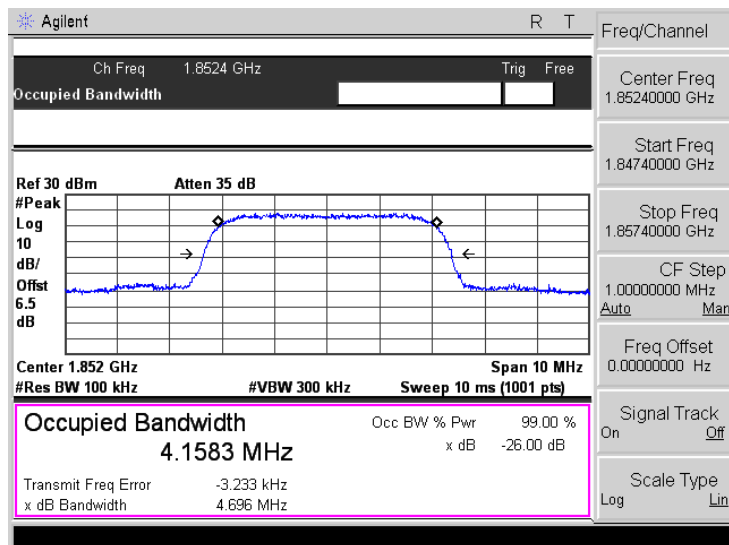 Agilent
R T
Ch Freq 1.8524 GHz
Trig Free
Occupied Bandwidth
Ref 30 dBm
Atten 35 dB
#Peak
Log
10
dB/
Offst
6.5
dB
Center 1.852 GHz
Span 10 MHz
#Res BW 100 kHz
#VBW 300 kHz
Sweep 10 ms (1001 pts)
Occupied Bandwidth
4.1583 MHz
Occ BW % Pwr 99.00 %
x dB -26.00 dB
Transmit Freq Error -3.233 kHz
x dB Bandwidth 4.696 MHz
Freq/Channel
Center Freq
1.85240000 GHz
Start Freq
1.84740000 GHz
Stop Freq
1.85740000 GHz
CF Step
1.00000000 MHz
Auto Man
Freq Offset
0.00000000 Hz
Signal Track
On Off
Scale Type
Log Lin